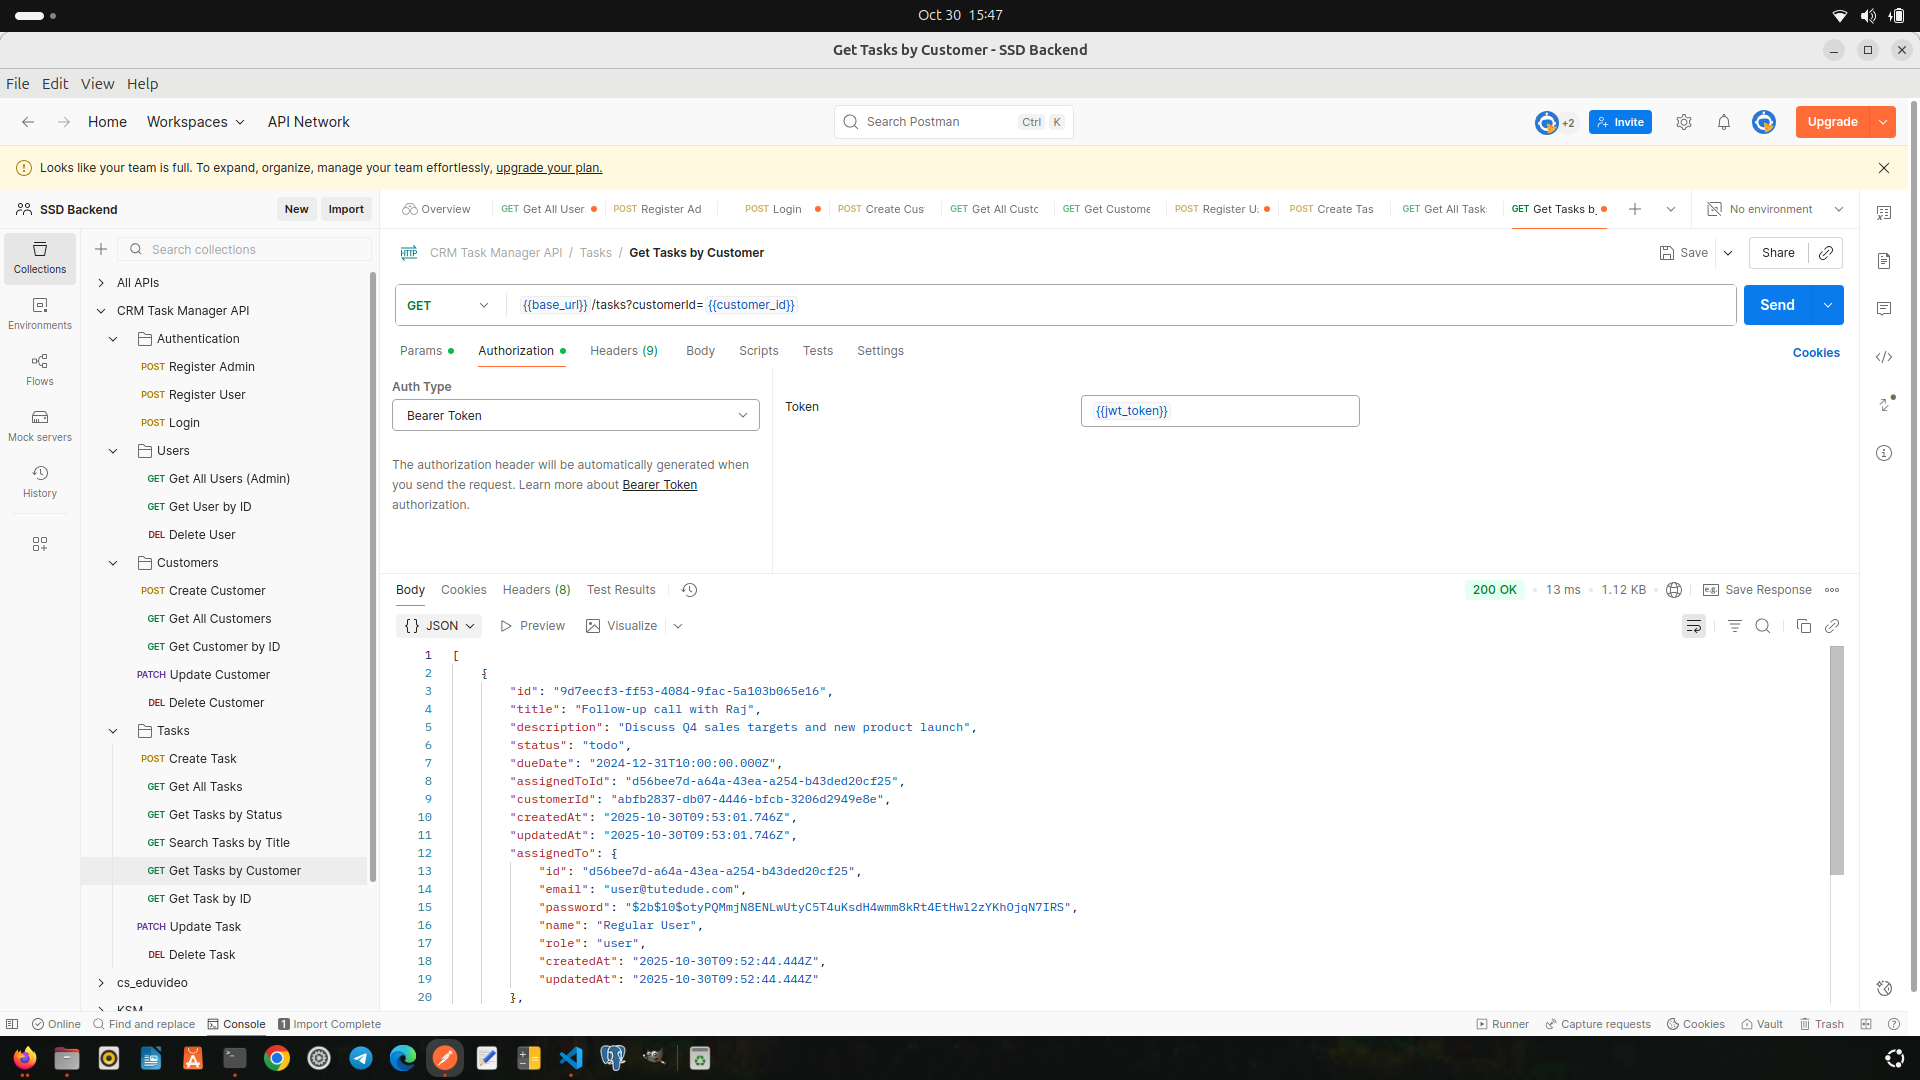 Oct 30 15:47
Get Tasks by Customer - SSD Backend
File Edit View Help
Home Workspaces API Network
Search Postman Ctrl K
+2 Invite Upgrade
Looks like your team is full. To expand, organize, manage your team effortlessly, upgrade your plan.
SSD Backend New Import
Overview GET Get All User POST Register Ad POST Login POST Create Cus GET Get All Custo GET Get Custome POST Register U GET Create Tas GET Get All Task GET Get Tasks b No environment
Search collections
Collections
Environments
Flows
Mock servers
History
All APIs
CRM Task Manager API
Authentication
POST Register Admin
POST Register User
POST Login
Users
GET Get All Users (Admin)
GET Get User by ID
DEL Delete User
Customers
POST Create Customer
GET Get All Customers
GET Get Customer by ID
PATCH Update Customer
DEL Delete Customer
Tasks
POST Create Task
GET Get All Tasks
GET Get Tasks by Status
GET Search Tasks by Title
GET Get Tasks by Customer
GET Get Task by ID
PATCH Update Task
DEL Delete Task
cs_eduvideo
KSM
HTTP CRM Task Manager API / Tasks / Get Tasks by Customer Save Share
GET {{base_url}} /tasks?customerId= {{customer_id}} Send
Params Authorization Headers (9) Body Scripts Tests Settings Cookies
Auth Type
Bearer Token
Token {{jwt_token}}
The authorization header will be automatically generated when
you send the request. Learn more about Bearer Token
authorization.
Body Cookies Headers (8) Test Results 200 OK 13 ms 1.12 KB e.g. Save Response
{} JSON Preview Visualize
1 [
2 {
3 "id": "9d7eecf3-ff53-4084-9fac-5a103b065e16",
4 "title": "Follow-up call with Raj",
5 "description": "Discuss Q4 sales targets and new product launch",
6 "status": "todo",
7 "dueDate": "2024-12-31T10:00:00.000Z",
8 "assignedToId": "d56bee7d-a64a-43ea-a254-b43ded20cf25",
9 "customerId": "abfb2837-db07-4446-bfcb-3206d2949e8e",
10 "createdAt": "2025-10-30T09:53:01.746Z",
11 "updatedAt": "2025-10-30T09:53:01.746Z",
12 "assignedTo": {
13 "id": "d56bee7d-a64a-43ea-a254-b43ded20cf25",
14 "email": "user@tutedude.com",
15 "password": "$2b$10$otyPQMmjN8ENLwUtyC5T4uKsdH4wmm8kRt4EtHwl2zYKhOjqN7IRS",
16 "name": "Regular User",
17 "role": "user",
18 "createdAt": "2025-10-30T09:52:44.444Z",
19 "updatedAt": "2025-10-30T09:52:44.444Z"
20 },
Online Find and replace Console 1 Import Complete Runner Capture requests Cookies Vault Trash